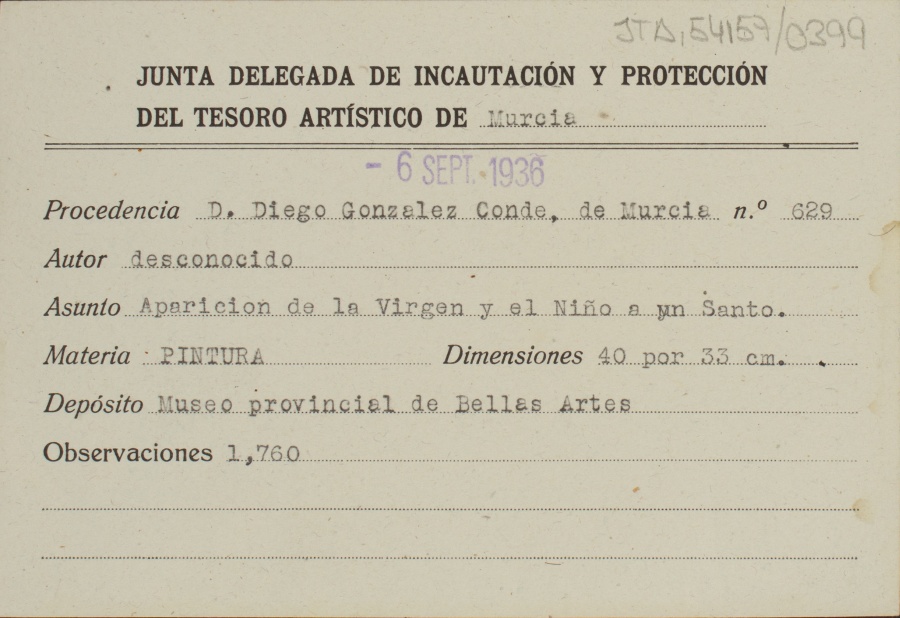 JTA, 54157/0399
JUNTA DELEGADA DE INCAUTACIÓN Y PROTECCIÓN
DEL TESORO ARTÍSTICO DE Murcia
- 6 SEPT. 1936
Procedencia D. Diego Gonzalez Conde, de Murcia n.º 629
Autor desconocido
Asunto Aparicion de la Virgen y el Niño a un Santo.
Materia PINTURA Dimensiones 40 por 33 cm.
Depósito Museo provincial de Bellas Artes
Observaciones 1,760